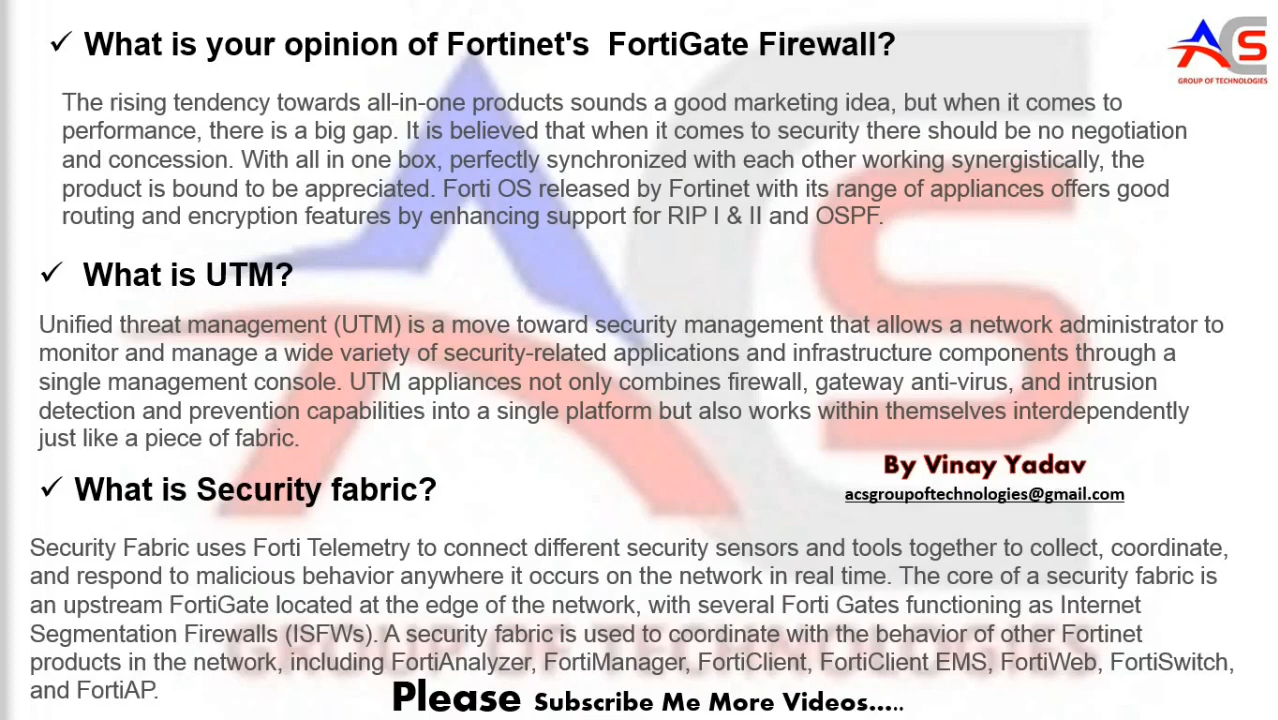 ✓ What is your opinion of Fortinet's FortiGate Firewall?
ACS
GROUP OF TECHNOLOGIES
The rising tendency towards all-in-one products sounds a good marketing idea, but when it comes to
performance, there is a big gap. It is believed that when it comes to security there should be no negotiation
and concession. With all in one box, perfectly synchronized with each other working synergistically, the
product is bound to be appreciated. Forti OS released by Fortinet with its range of appliances offers good
routing and encryption features by enhancing support for RIP I & II and OSPF.
✓ What is UTM?
Unified threat management (UTM) is a move toward security management that allows a network administrator to
monitor and manage a wide variety of security-related applications and infrastructure components through a
single management console. UTM appliances not only combines firewall, gateway anti-virus, and intrusion
detection and prevention capabilities into a single platform but also works within themselves interdependently
just like a piece of fabric.
By Vinay Yadav
acsgroupoftechnologies@gmail.com
✓ What is Security fabric?
Security Fabric uses Forti Telemetry to connect different security sensors and tools together to collect, coordinate,
and respond to malicious behavior anywhere it occurs on the network in real time. The core of a security fabric is
an upstream FortiGate located at the edge of the network, with several Forti Gates functioning as Internet
Segmentation Firewalls (ISFWs). A security fabric is used to coordinate with the behavior of other Fortinet
products in the network, including FortiAnalyzer, FortiManager, FortiClient, FortiClient EMS, FortiWeb, FortiSwitch,
and FortiAP.
Please Subscribe Me More Videos…..
ACS
GROUP OF TECHNOLOGIES